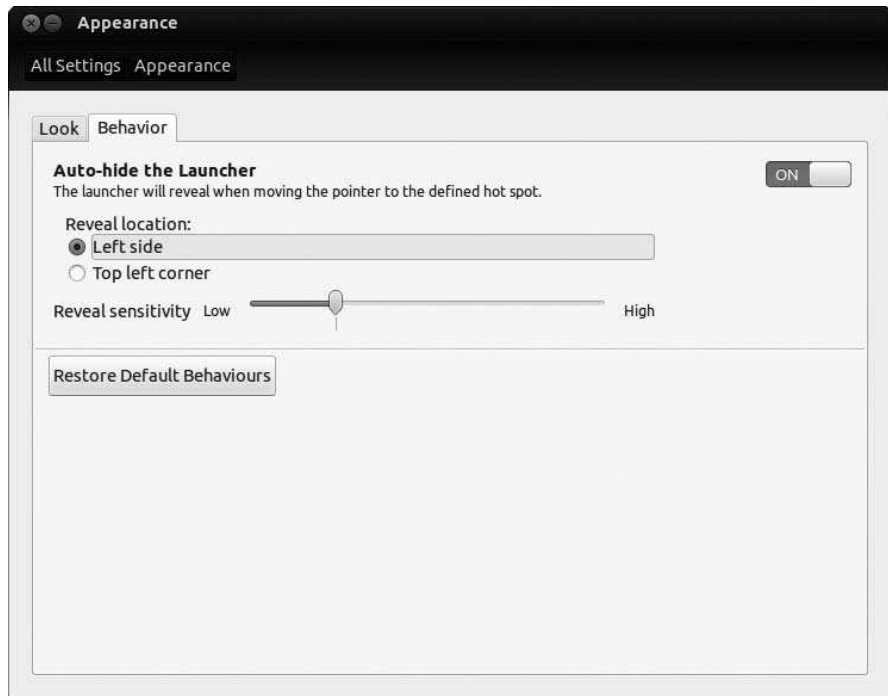 Appearance
All Settings Appearance
Look Behavior
Auto-hide the Launcher
ON
The launcher will reveal when moving the pointer to the defined hot spot.
Reveal location:
Left side
Top left corner
Reveal sensitivity Low High
Restore Default Behaviours